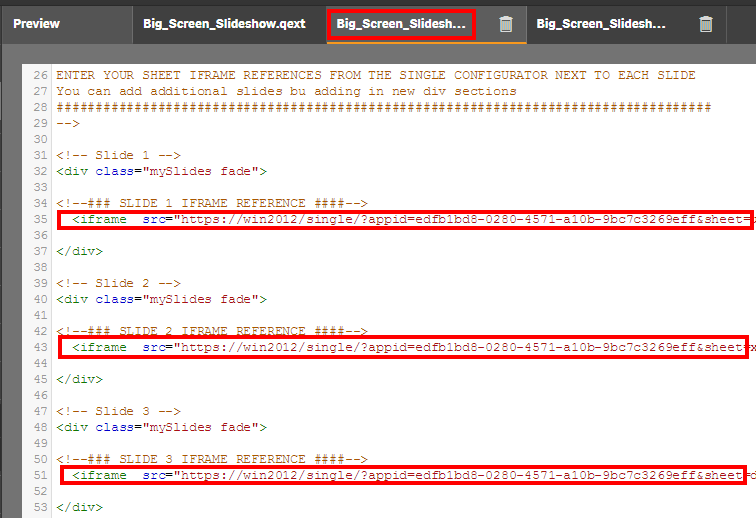 Preview Big_Screen_Slideshow.qext Big_Screen_Slidesh... Big_Screen_Slidesh...
26 ENTER YOUR SHEET IFRAME REFERENCES FROM THE SINGLE CONFIGURATOR NEXT TO EACH SLIDE
27 You can add additional slides bu adding in new div sections
28 ####################################################################################
29 -->
30
31 <!-- Slide 1 -->
32 <div class="mySlides fade">
33
34 <!--### SLIDE 1 IFRAME REFERENCE ####-->
35 <iframe src="https://win2012/single/?appid=edfb1bd8-0280-4571-a10b-9bc7c3269eff&sheet=
36
37 </div>
38
39 <!-- Slide 2 -->
40 <div class="mySlides fade">
41
42 <!--### SLIDE 2 IFRAME REFERENCE ####-->
43 <iframe src="https://win2012/single/?appid=edfb1bd8-0280-4571-a10b-9bc7c3269eff&sheet=x
44
45 </div>
46
47 <!-- Slide 3 -->
48 <div class="mySlides fade">
49
50 <!--### SLIDE 3 IFRAME REFERENCE ####-->
51 <iframe src="https://win2012/single/?appid=edfb1bd8-0280-4571-a10b-9bc7c3269eff&sheet=
52
53 </div>